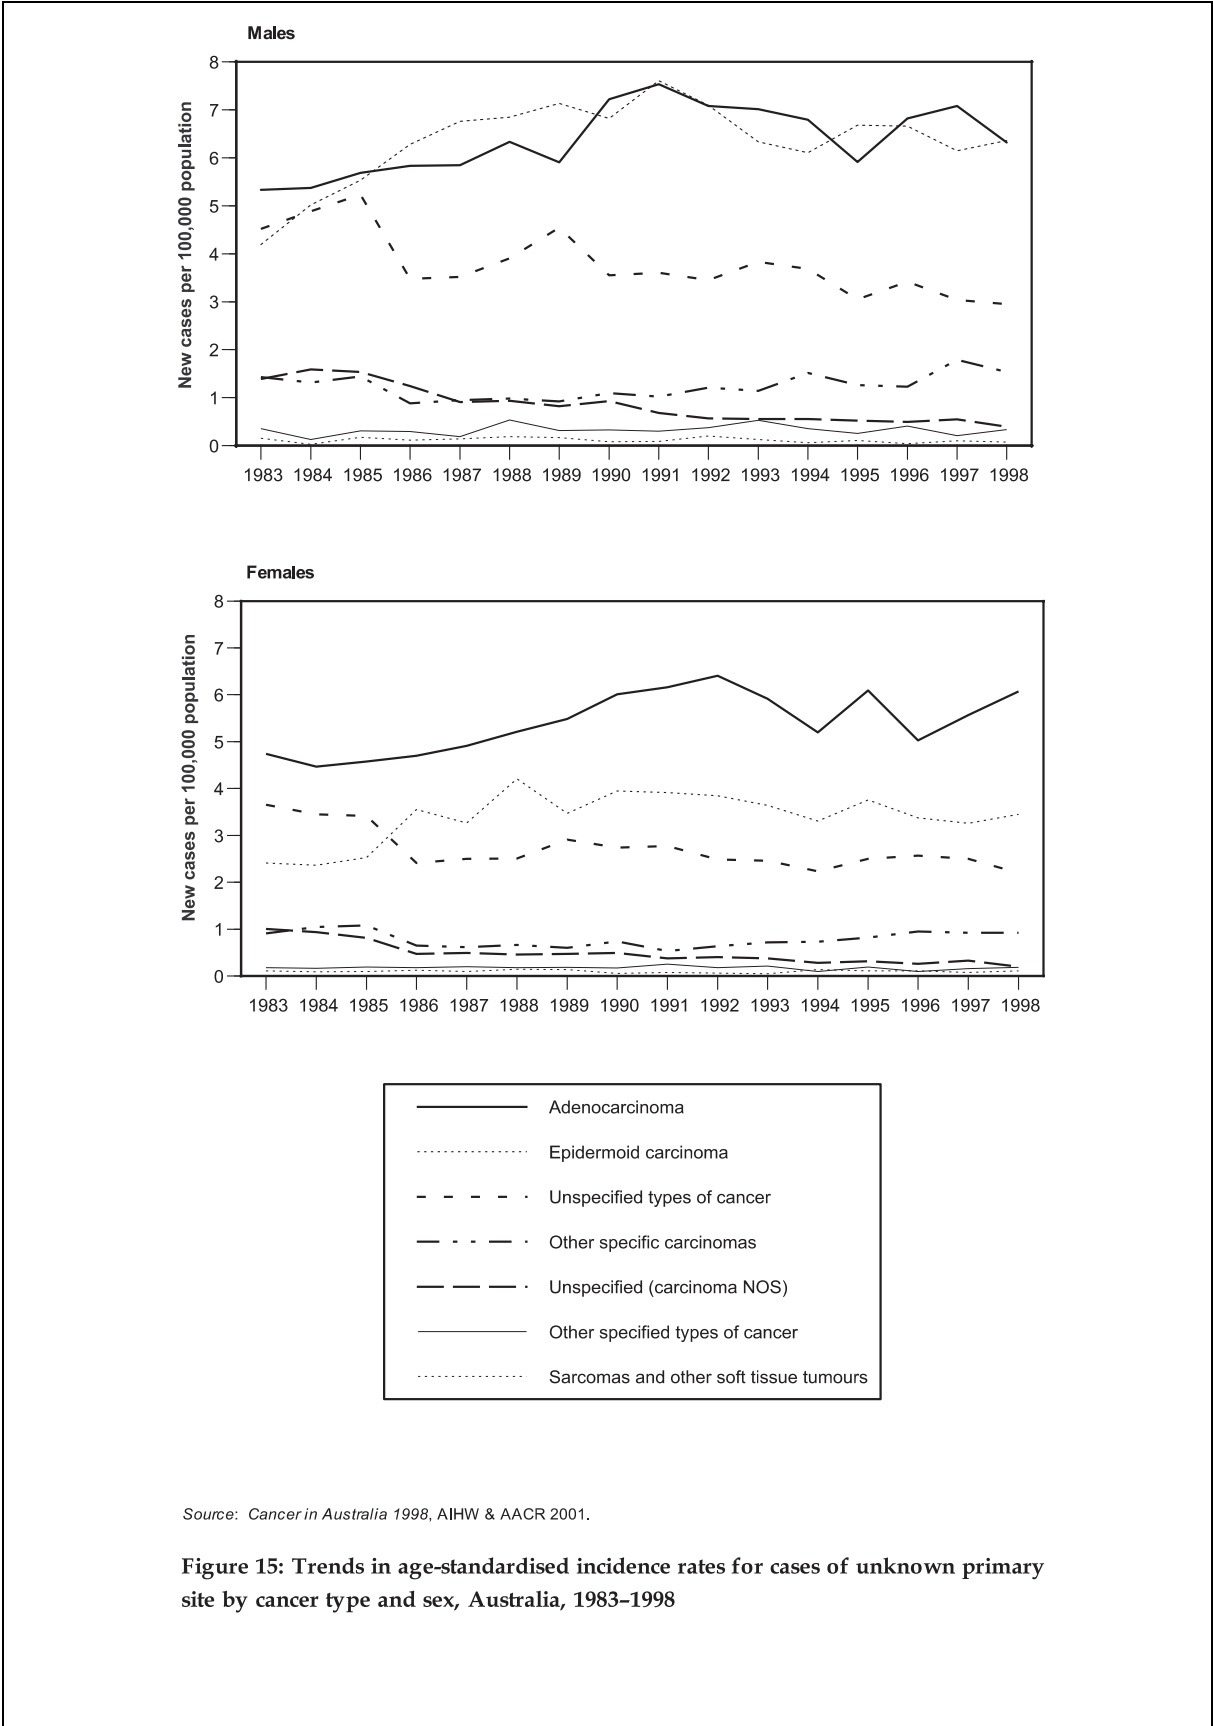 Males
New cases per 100,000 population
8
7
6
5
4
3
2
1
0
1983 1984 1985 1986 1987 1988 1989 1990 1991 1992 1993 1994 1995 1996 1997 1998
Females
New cases per 100,000 population
8
7
6
5
4
3
2
1
0
1983 1984 1985 1986 1987 1988 1989 1990 1991 1992 1993 1994 1995 1996 1997 1998
Adenocarcinoma
Epidermoid carcinoma
Unspecified types of cancer
Other specific carcinomas
Unspecified (carcinoma NOS)
Other specified types of cancer
Sarcomas and other soft tissue tumours
Source: Cancer in Australia 1998, AIHW & AACR 2001.
Figure 15: Trends in age-standardised incidence rates for cases of unknown primary
site by cancer type and sex, Australia, 1983–1998